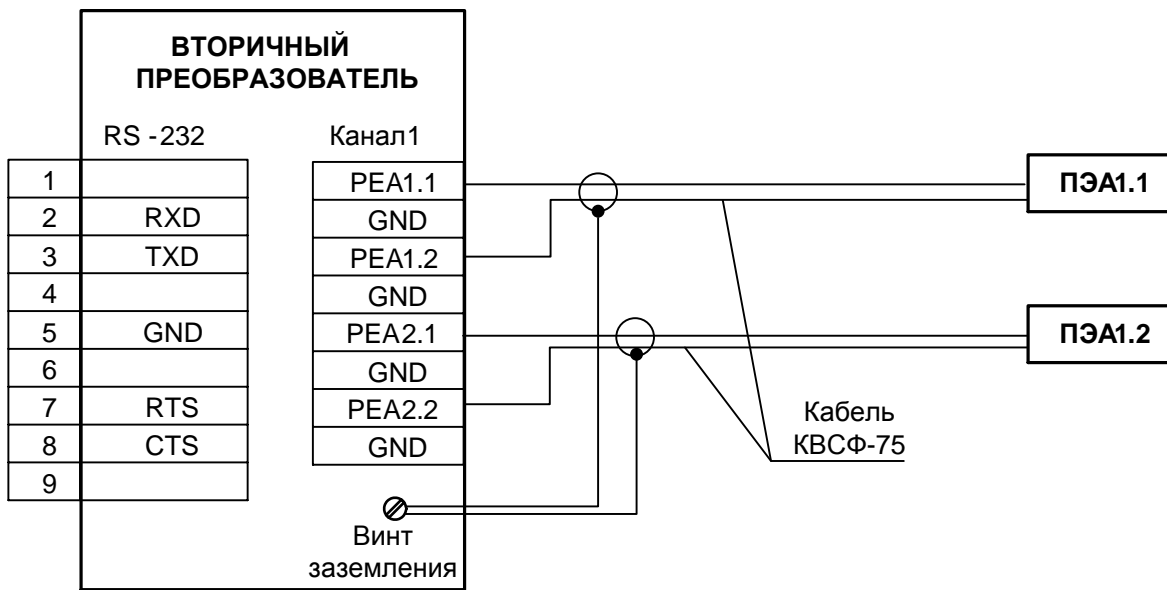 ВТОРИЧНЫЙ
ПРЕОБРАЗОВАТЕЛЬ
RS -232
Канал1
1
2 RXD
3 TXD
4
5 GND
6
7 RTS
8 CTS
9
PEA1.1
GND
PEA1.2
GND
PEA2.1
GND
PEA2.2
GND
Винт
заземления
ПЭА1.1
ПЭА1.2
Кабель
КВСФ-75